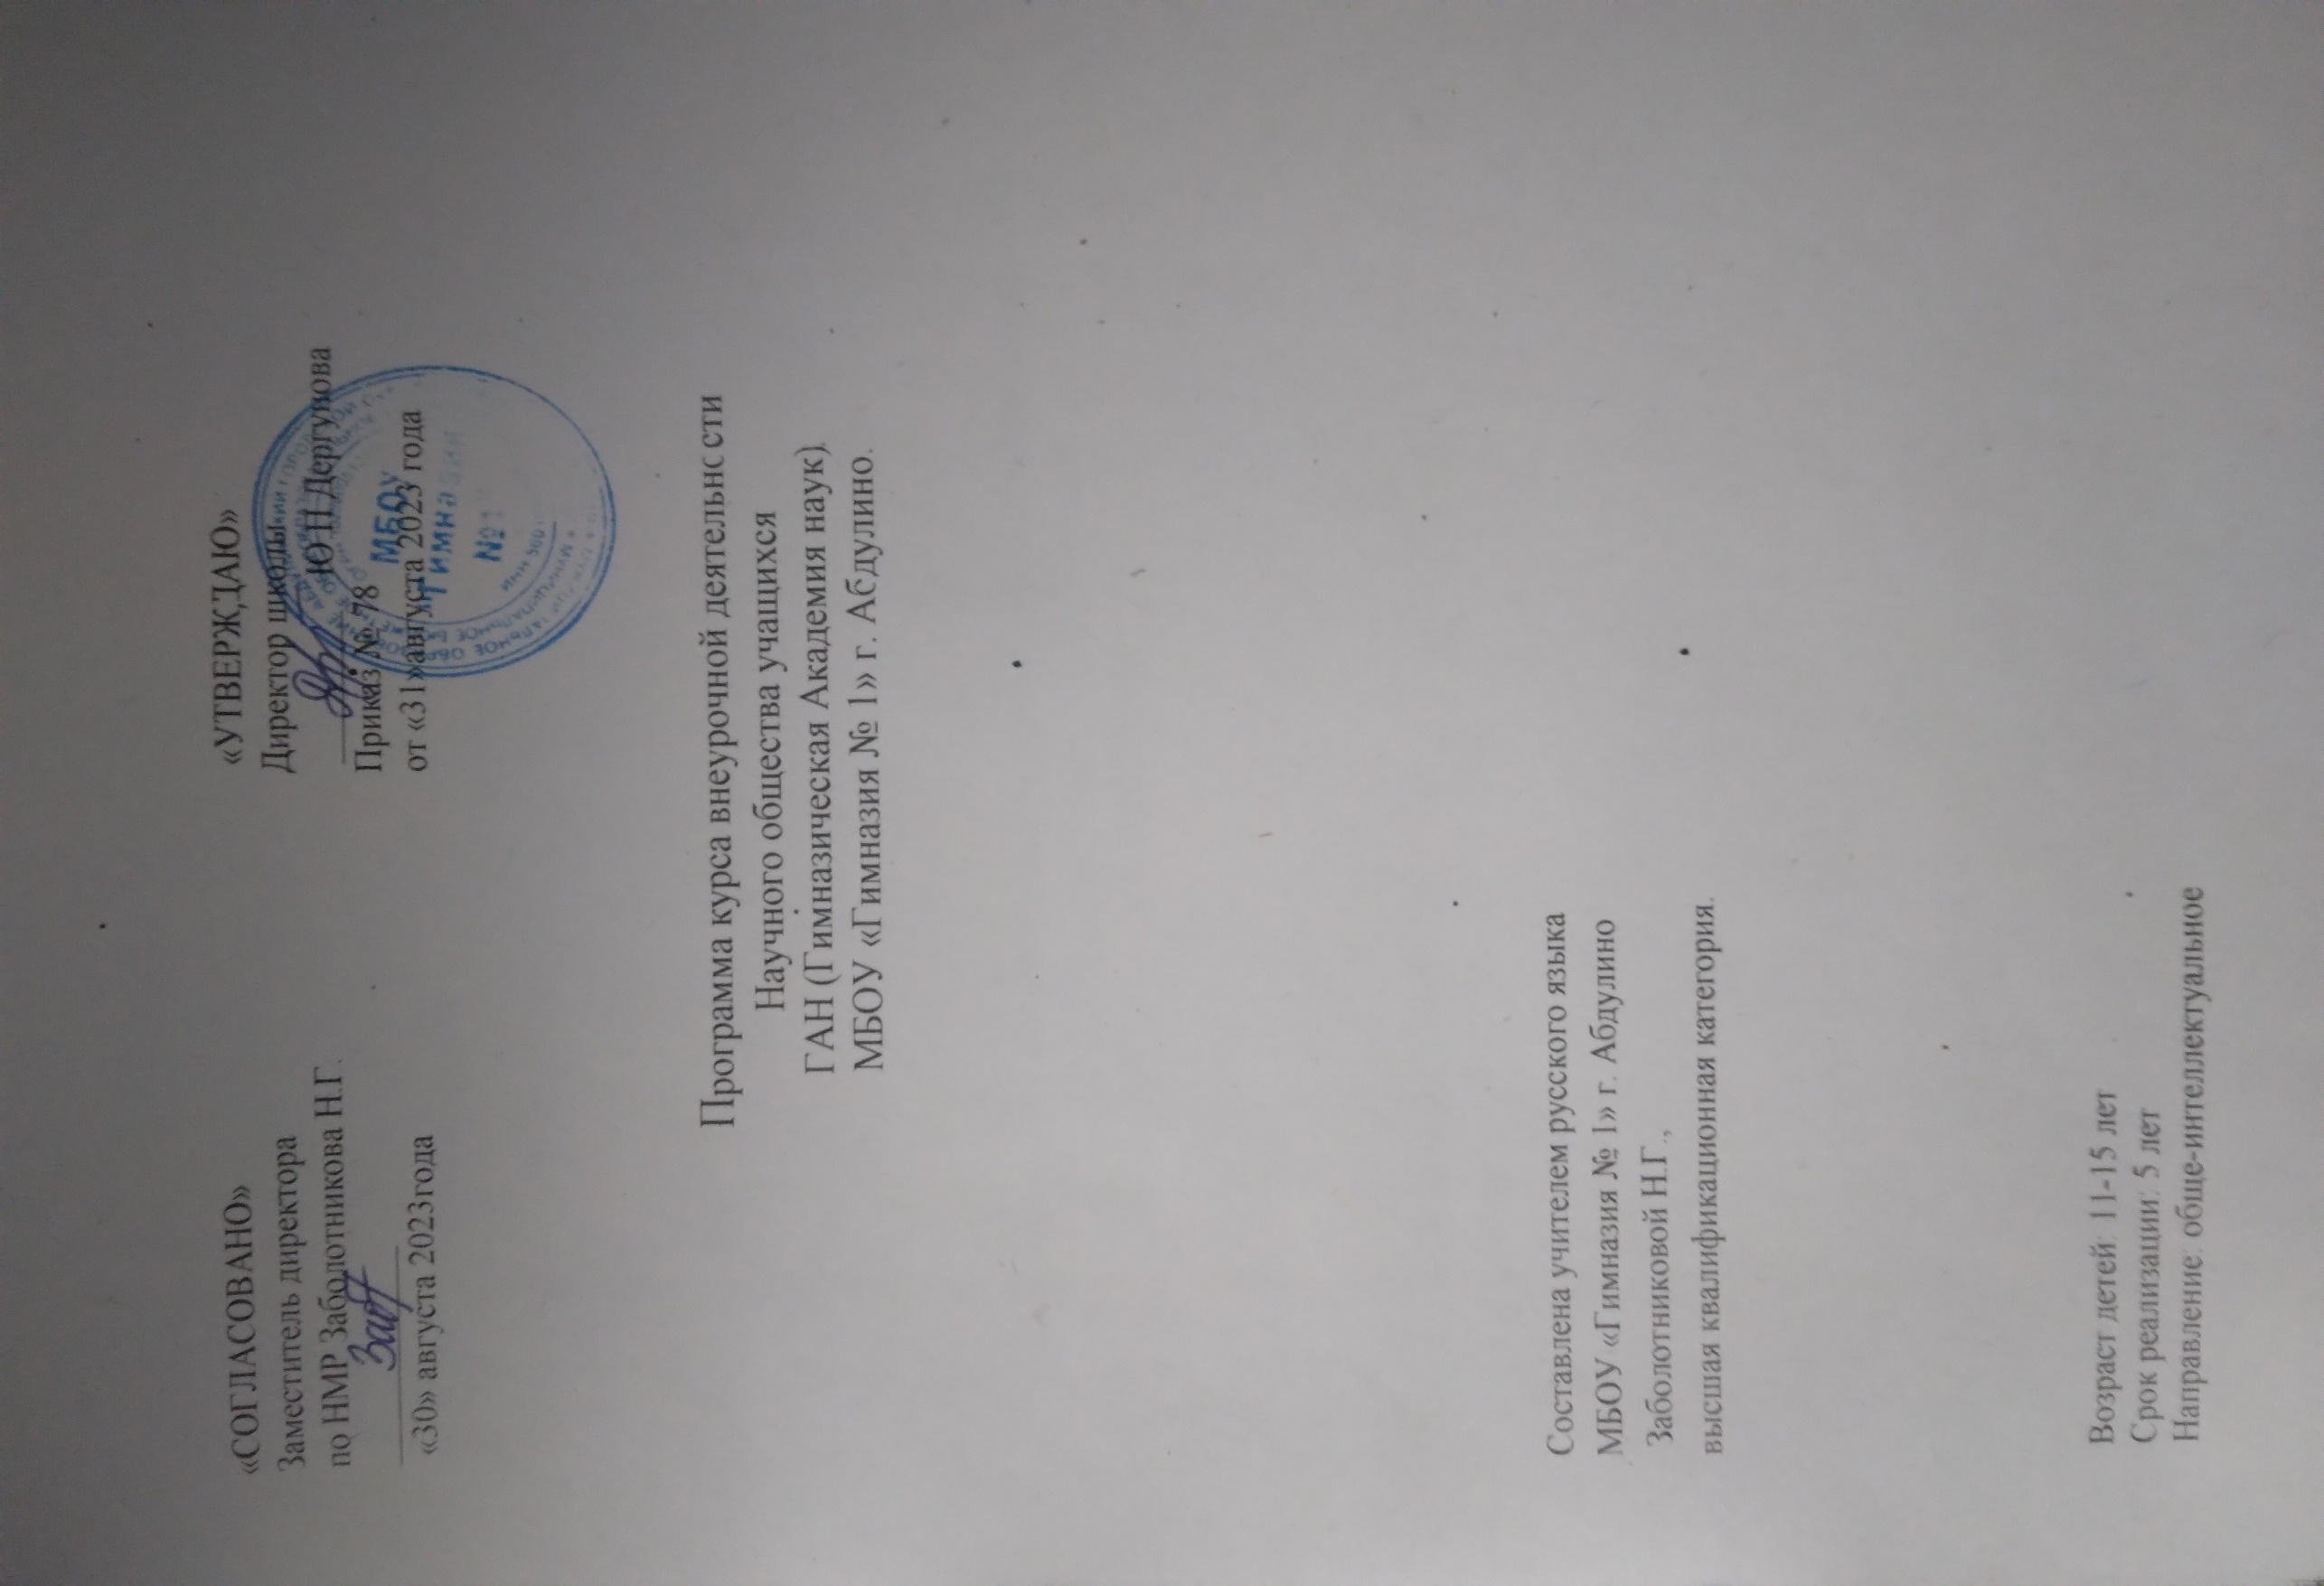 «СОГЛАСОВАНО»
Заместитель директора
по НМР Заболотникова Н.Г.
Заб
«30» августа 2023года
«УТВЕРЖДАЮ»
Директор школы
Ю.П.Дергунова
Приказ № 78
от «31»августа 2023 года
МБОУ
Гимназия
№1
Программа курса внеурочной деятельности
Научного общества учащихся
ГАН (Гимназическая Академия наук)
МБОУ «Гимназия № 1» г. Абдулино.
Составлена учителем русского языка
МБОУ «Гимназия № 1» г. Абдулино
Заболотниковой Н.Г.,
высшая квалификационная категория.
Возраст детей: 11-15 лет
Срок реализации: 5 лет
Направление: обще-интеллектуальное